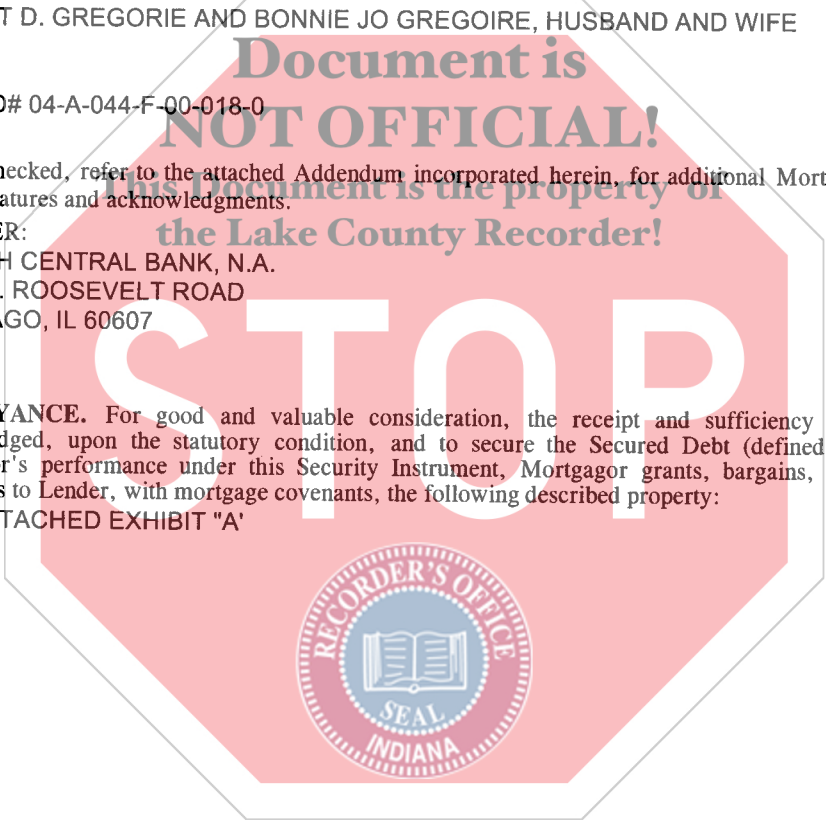 T D. GREGORIE AND BONNIE JO GREGOIRE, HUSBAND AND WIFE
Document is
# 04-A-044-F-00-018-0
NOT OFFICIAL!
ecked, refer to the attached Addendum incorporated herein, for additional Mort
This Document is the property of
atures and acknowledgments.
the Lake County Recorder!
ER:
H CENTRAL BANK, N.A.
. ROOSEVELT ROAD
AGO, IL 60607
STOP
YANCE. For good and valuable consideration, the receipt and sufficiency
dged, upon the statutory condition, and to secure the Secured Debt (defined
r's performance under this Security Instrument, Mortgagor grants, bargains,
s to Lender, with mortgage covenants, the following described property:
TACHED EXHIBIT "A'
RECORDER'S OFFICE
SEAL
INDIANA